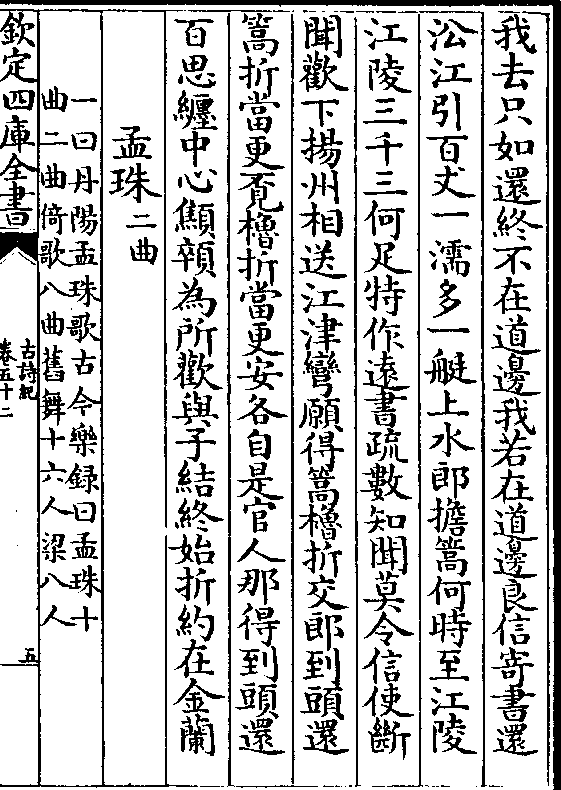 我去只如還終不在道邊我若在道邊良信寄書還
㳂江引百丈一濡多一艇上水郎擔篙何時至江陵
江陵三千三何足特作逺書疏數知聞莫令信使斷
聞歡下揚州相送江津彎願得篙櫓折交郎到頭還
篙折當更覔櫓折當更安各自是官人那得到頭還
百思纒中心顦顇為所歡與子結終始折約在金蘭
孟珠二曲
一曰丹陽孟珠歌古今樂録曰孟珠十
曲二曲倚歌八曲舊舞十六人梁八人
欽定四庫全書
古詩紀
卷五十二
五